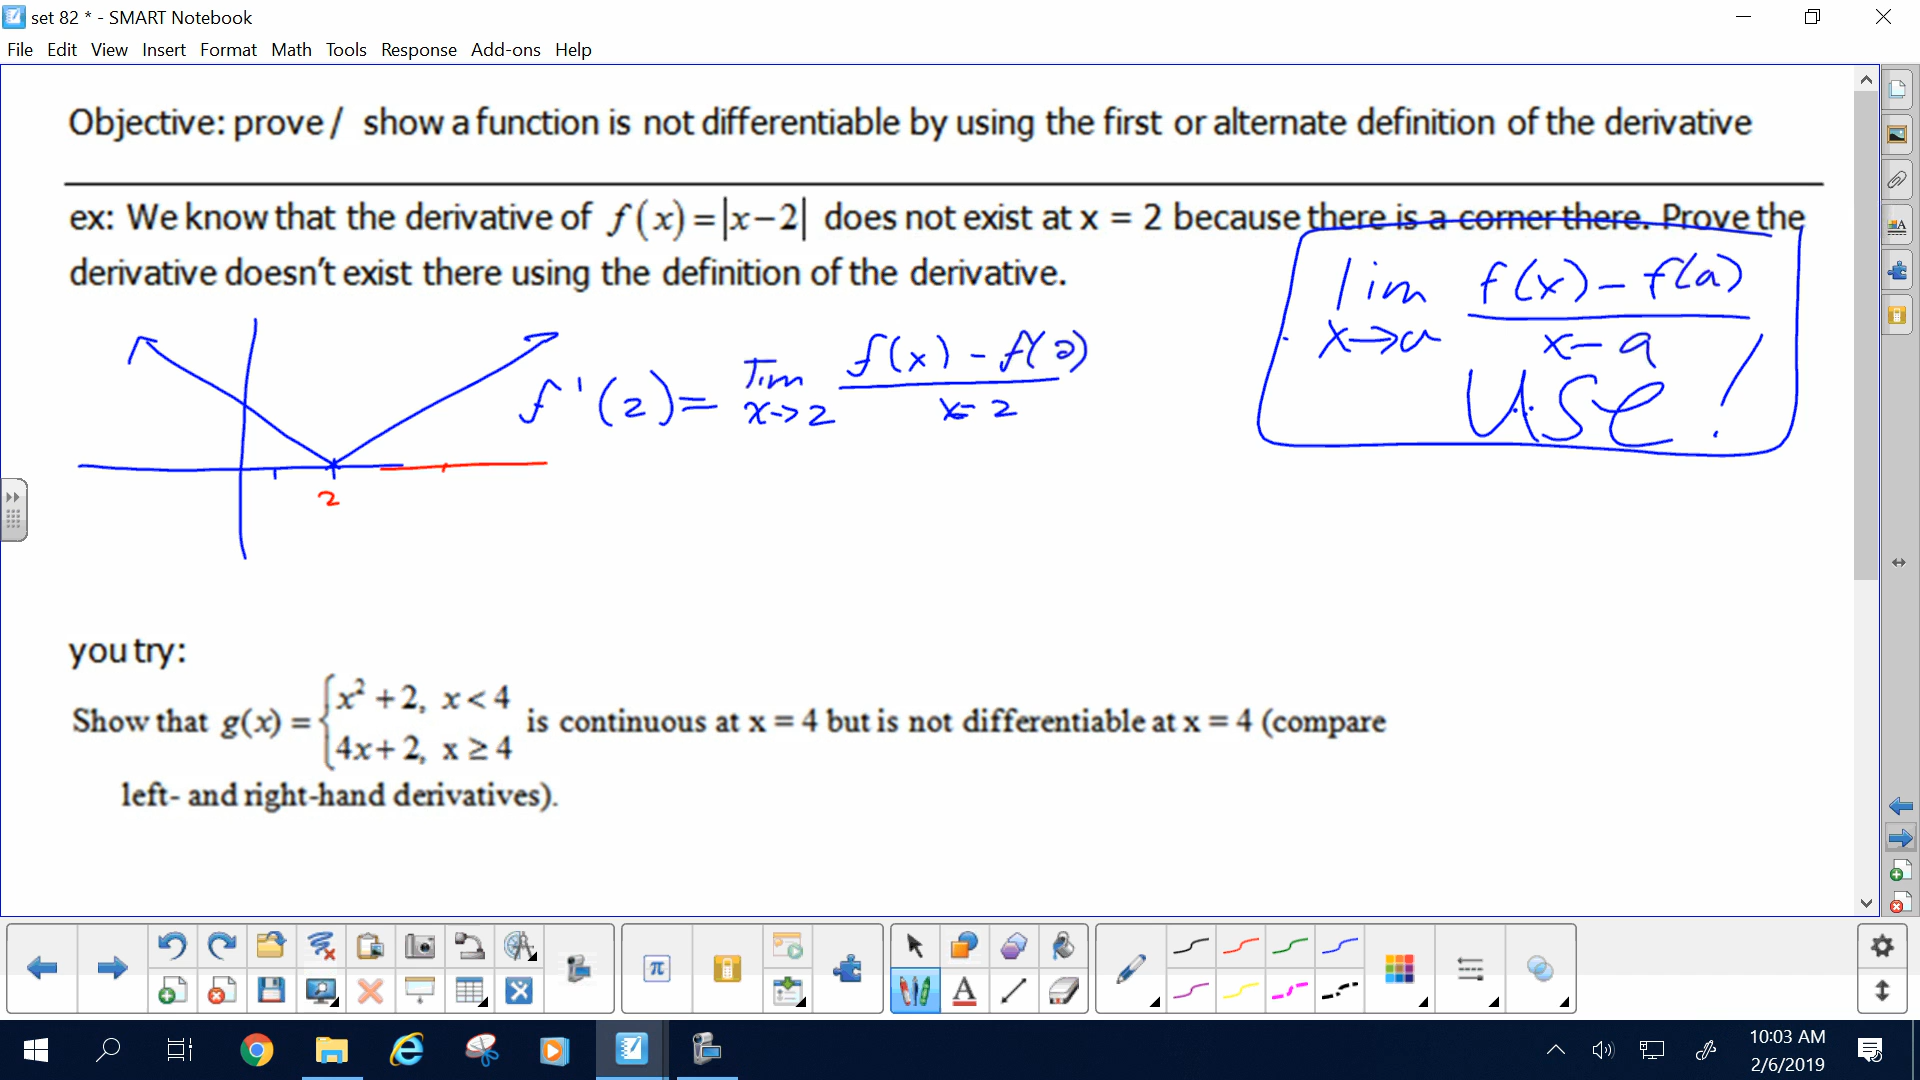 set 82 * - SMART Notebook
File Edit View Insert Format Math Tools Response Add-ons Help
Objective: prove / show a function is not differentiable by using the first or alternate definition of the derivative
ex: We know that the derivative of f(x)=|x-2| does not exist at x = 2 because there is a corner there. Prove the
derivative doesn't exist there using the definition of the derivative.
lim f(x) - f(a)
x→a x - a
USE!
f'(2) = lim f(x) - f(2)
x→2 x - 2
2
you try:
Show that g(x) = { x² + 2, x < 4
4x + 2, x ≥ 4 is continuous at x = 4 but is not differentiable at x = 4 (compare
left- and right-hand derivatives).
π
A
10:03 AM
2/6/2019